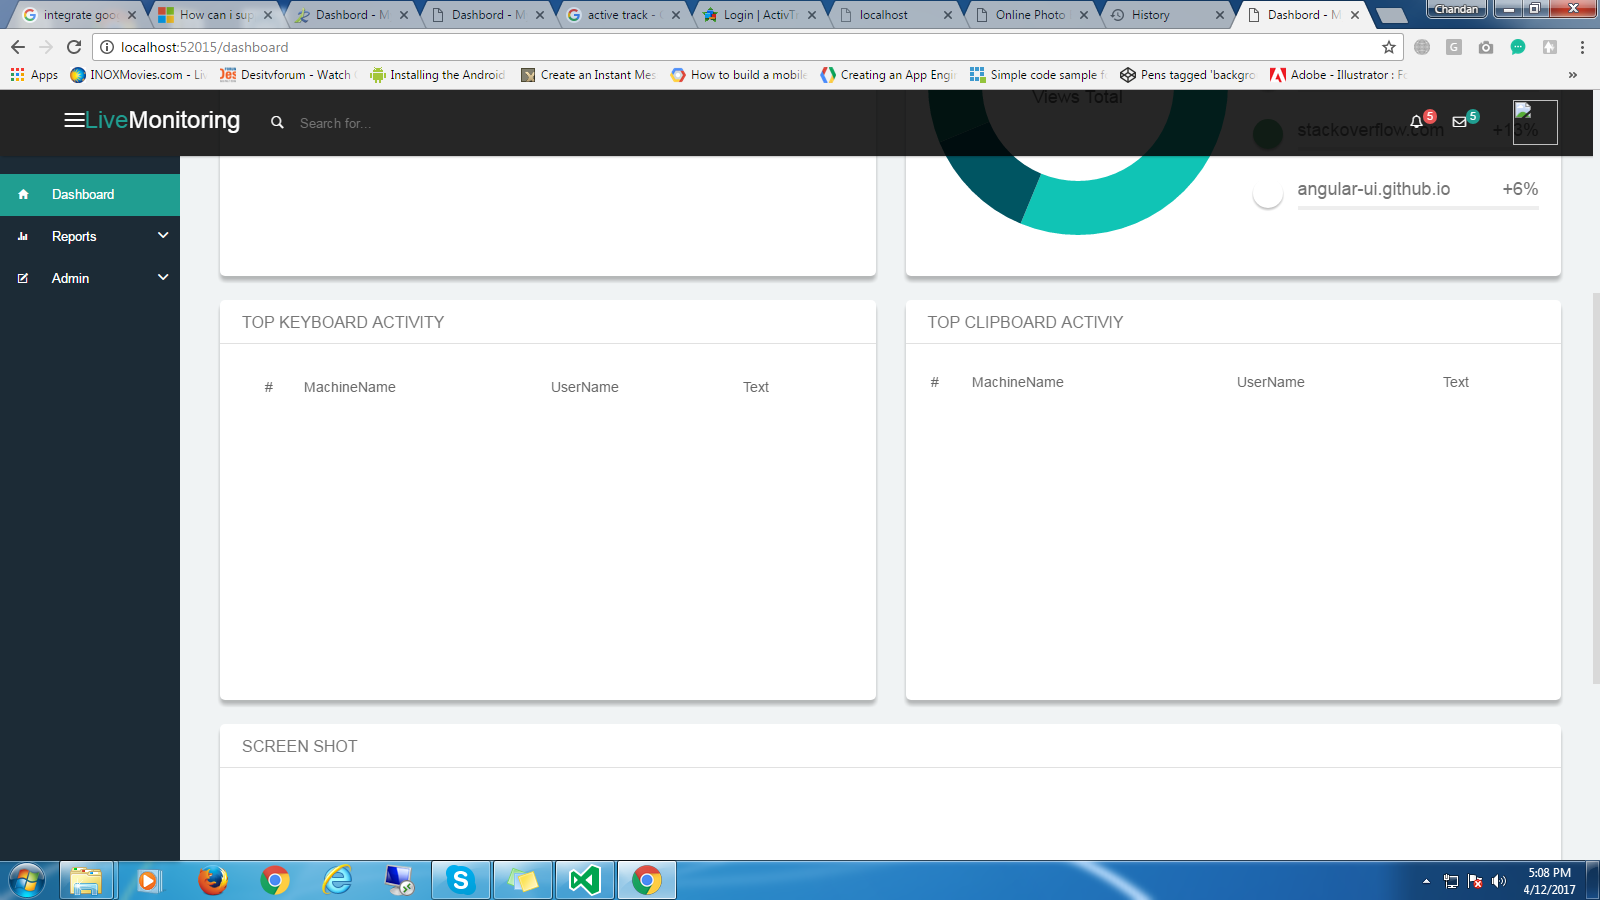 integrate goo
How can i sup
Dashbord - M
Dashbord - M
active track -
Login | ActivTr
localhost
Online Photo
History
Dashbord - M
Chandan
localhost:52015/dashboard
Apps
INOXMovies.com - Liv
Desitvforum - Watch
Installing the Android
Create an Instant Mes
How to build a mobile
Creating an App Engi
Simple code sample f
Pens tagged 'backgro
Adobe - Illustrator : Fo
»
LiveMonitoring
Search for...
5
5
Views Total
stackoverflow.com +13%
angular-ui.github.io +6%
Dashboard
Reports
Admin
TOP KEYBOARD ACTIVITY
# MachineName UserName Text
TOP CLIPBOARD ACTIVIY
# MachineName UserName Text
SCREEN SHOT
5:08 PM
4/12/2017